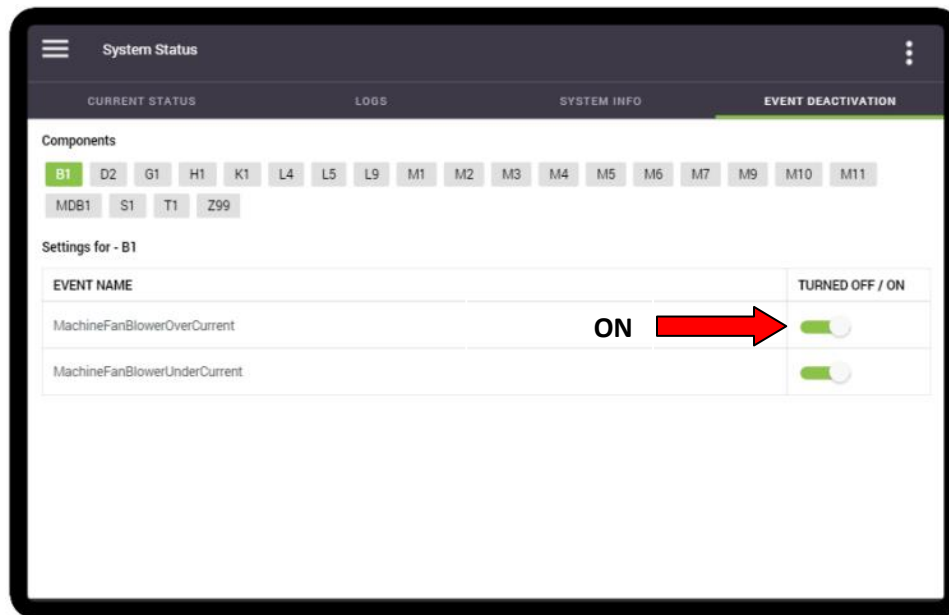 System Status
CURRENT STATUS LOGS SYSTEM INFO EVENT DEACTIVATION
Components
B1 D2 G1 H1 K1 L4 L5 L9 M1 M2 M3 M4 M5 M6 M7 M9 M10 M11
MDB1 S1 T1 Z99
Settings for - B1
EVENT NAME TURNED OFF / ON
MachineFanBlowerOverCurrent ON
MachineFanBlowerUnderCurrent